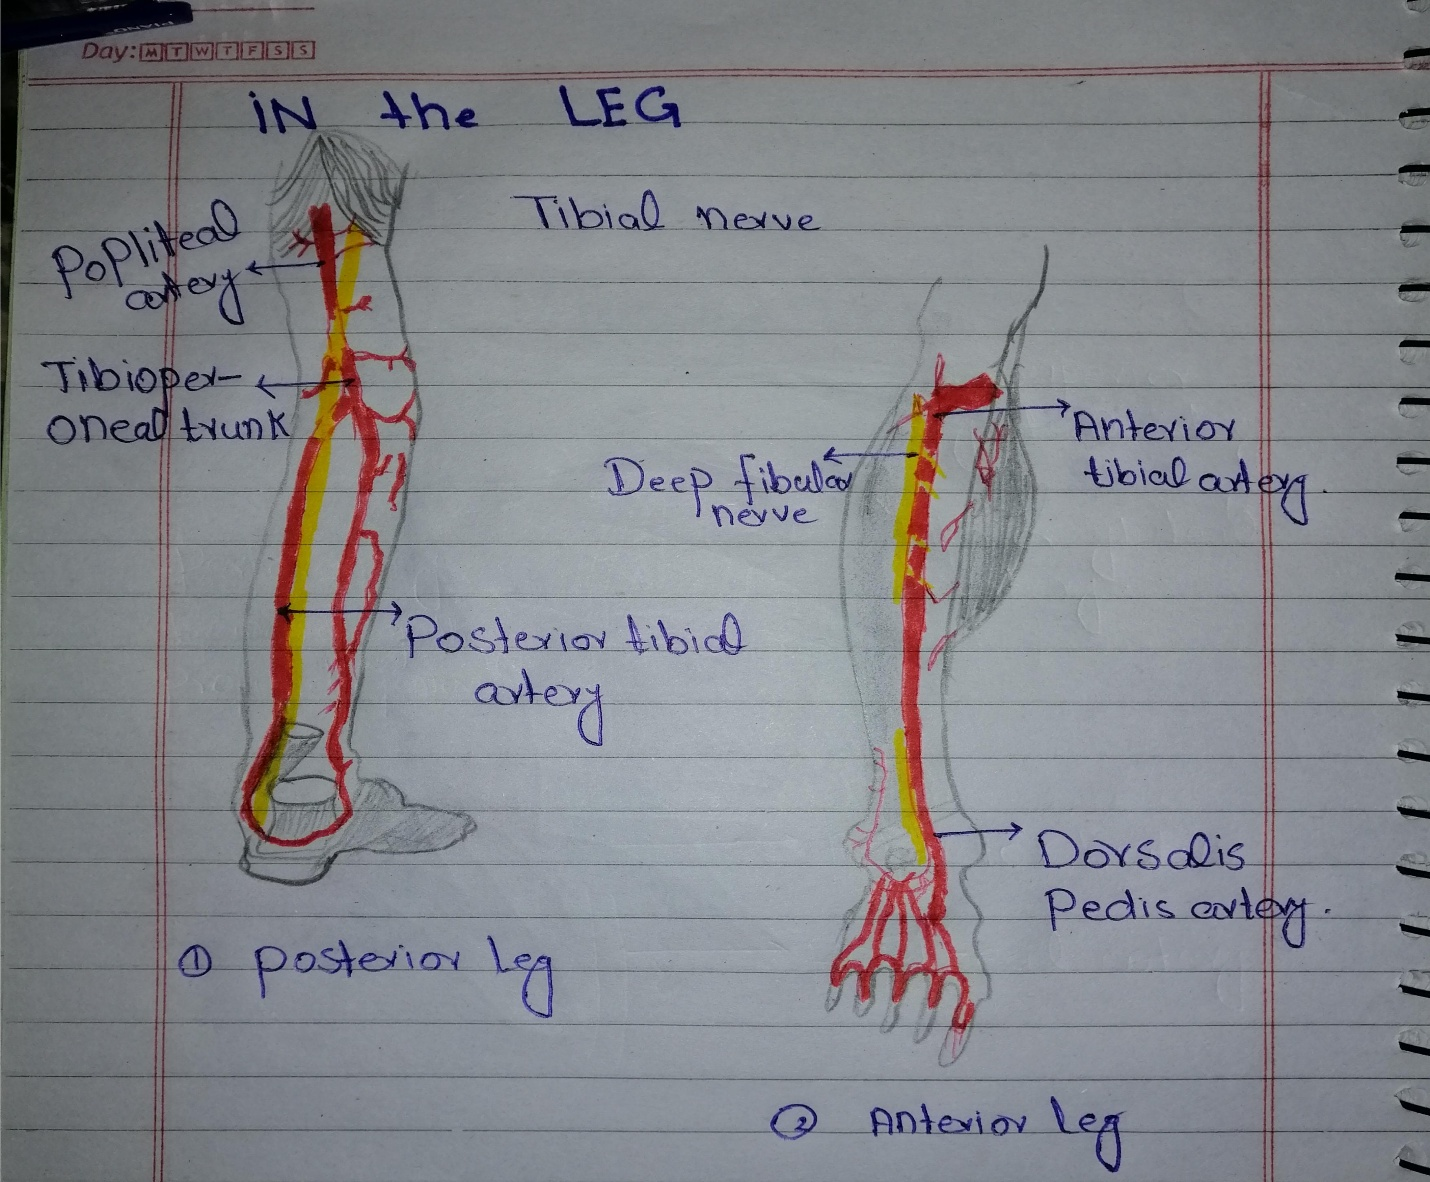 Day: M T W T F S S
IN the LEG
Tibial nerve
Popliteal
artery
Tibioper-
oneal trunk
Posterior tibial
artery
① Posterior Leg
Deep fibular
nerve
Anterior
tibial artery.
Dorsalis
Pedis artery.
② Anterior Leg